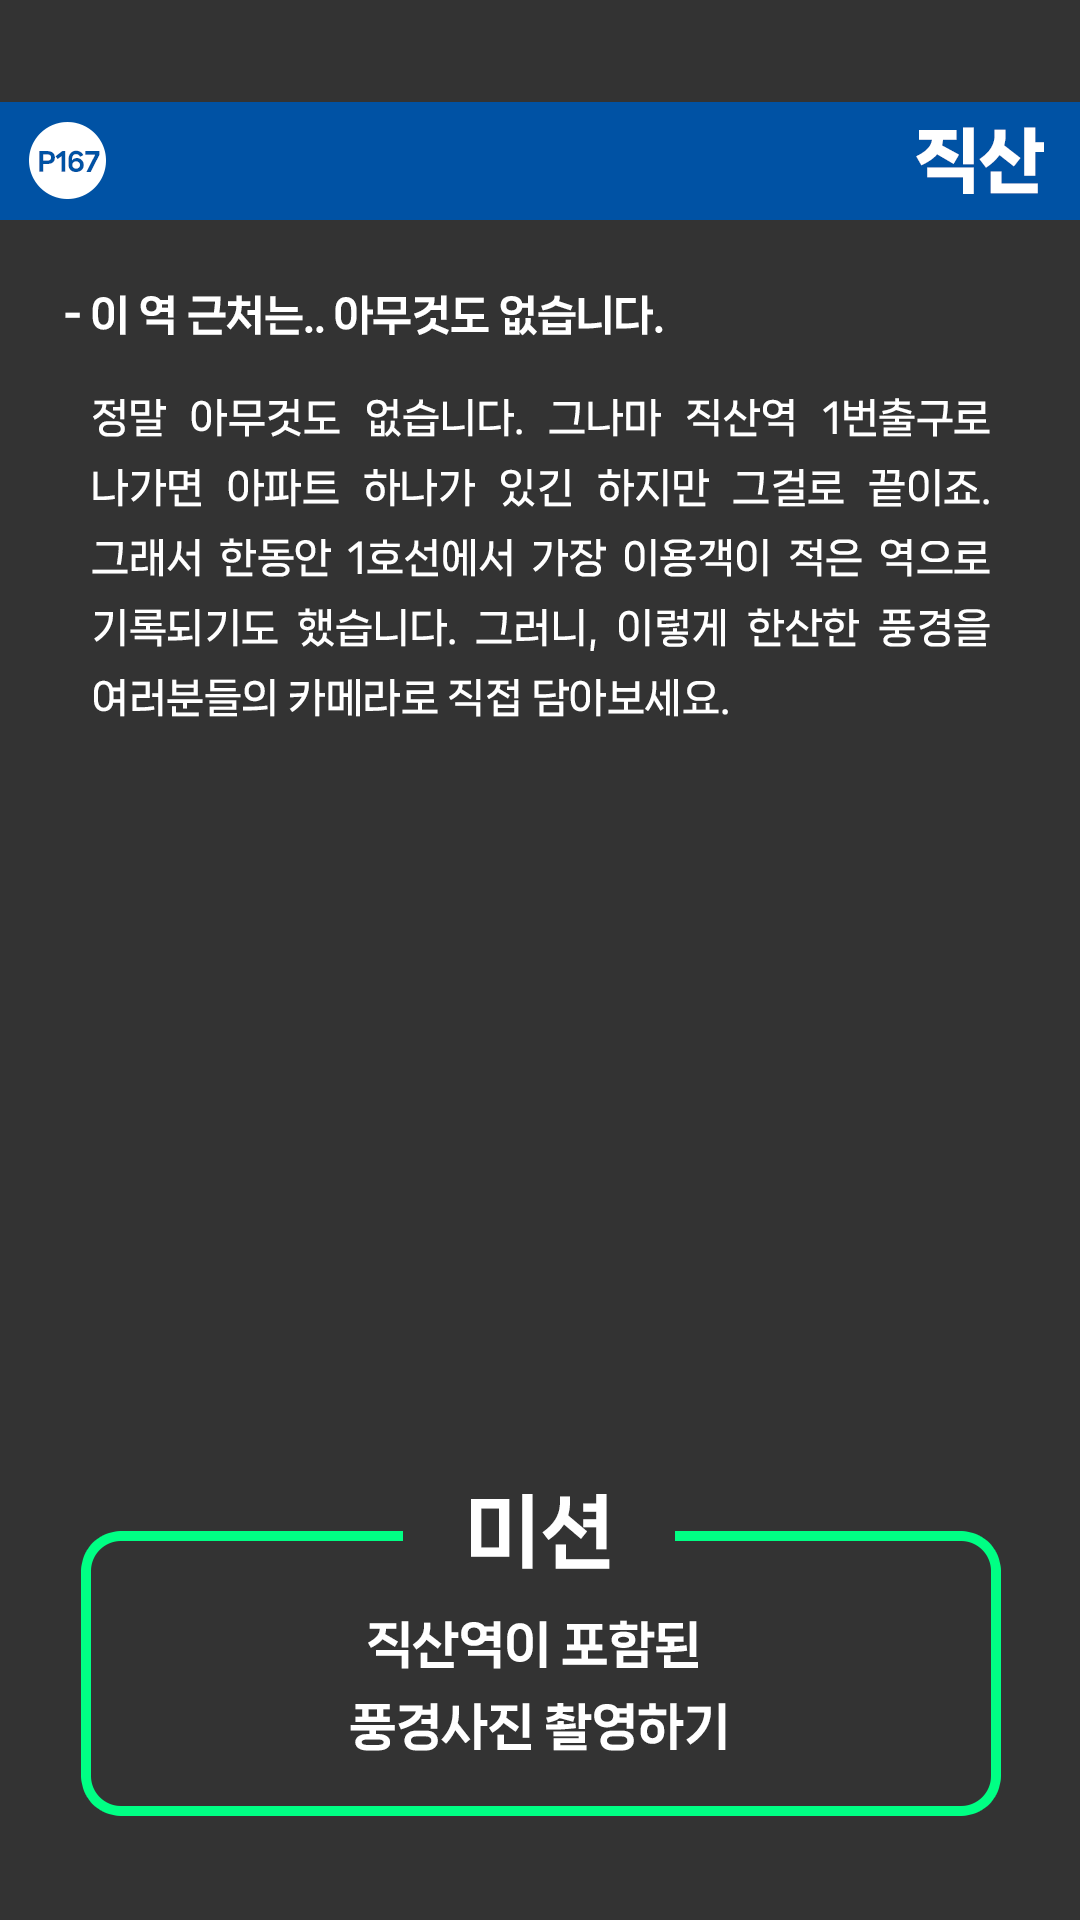 P167
직산
- 이 역 근처는.. 아무것도 없습니다.
정말 아무것도 없습니다. 그나마 직산역 1번출구로
나가면 아파트 하나가 있긴 하지만 그걸로 끝이죠.
그래서 한동안 1호선에서 가장 이용객이 적은 역으로
기록되기도 했습니다. 그러니, 이렇게 한산한 풍경을
여러분들의 카메라로 직접 담아보세요.
미션
직산역이 포함된
풍경사진 촬영하기